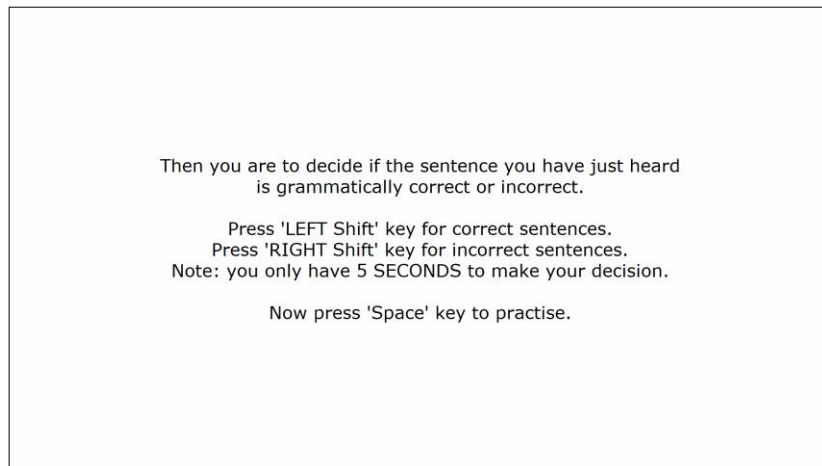 Then you are to decide if the sentence you have just heard
is grammatically correct or incorrect.
Press 'LEFT Shift' key for correct sentences.
Press 'RIGHT Shift' key for incorrect sentences.
Note: you only have 5 SECONDS to make your decision.
Now press 'Space' key to practise.